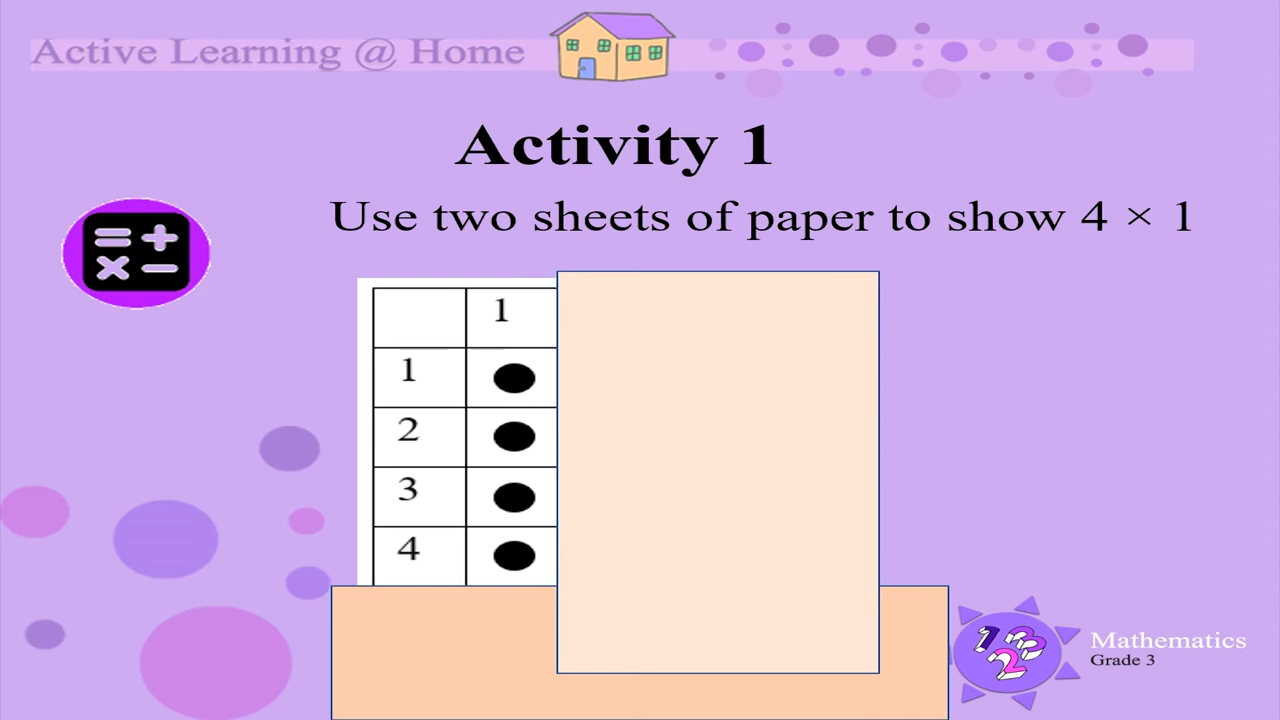 Active Learning @ Home
Activity 1
Use two sheets of paper to show 4 × 1
1
1
2
3
4
Mathematics
Grade 3